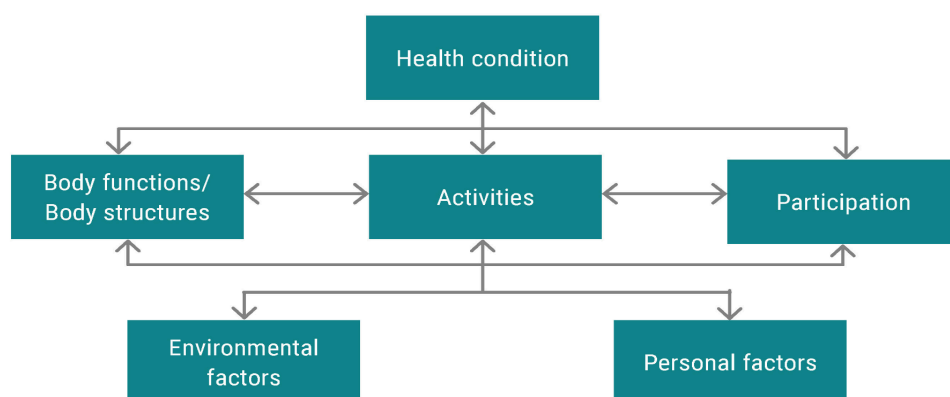 Health condition
Body functions/
Body structures
Activities
Participation
Environmental
factors
Personal factors